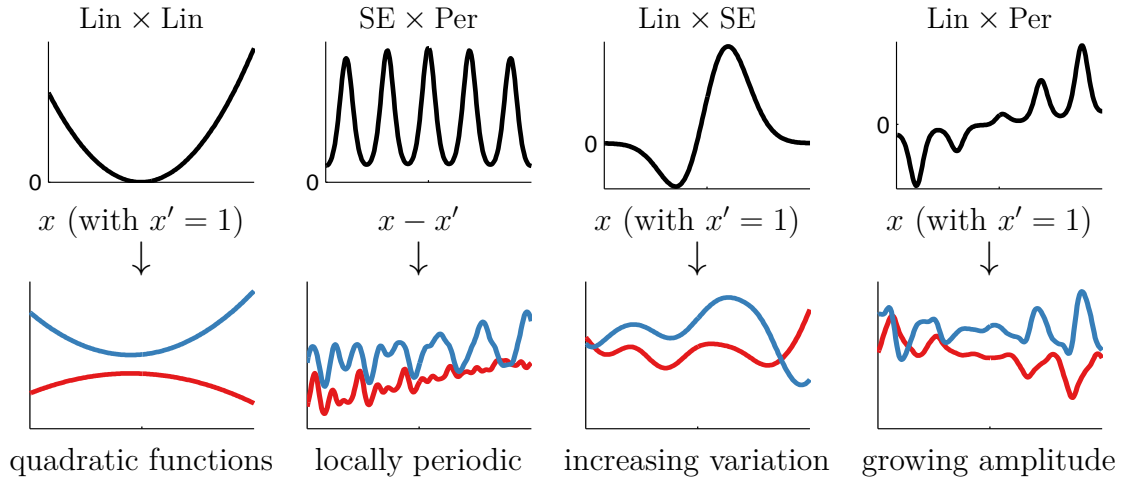 Lin × Lin
SE × Per
Lin × SE
Lin × Per
0
0
0
0
x (with x′ = 1)
x − x′
x (with x′ = 1)
x (with x′ = 1)
↓
↓
↓
↓
quadratic functions
locally periodic
increasing variation
growing amplitude